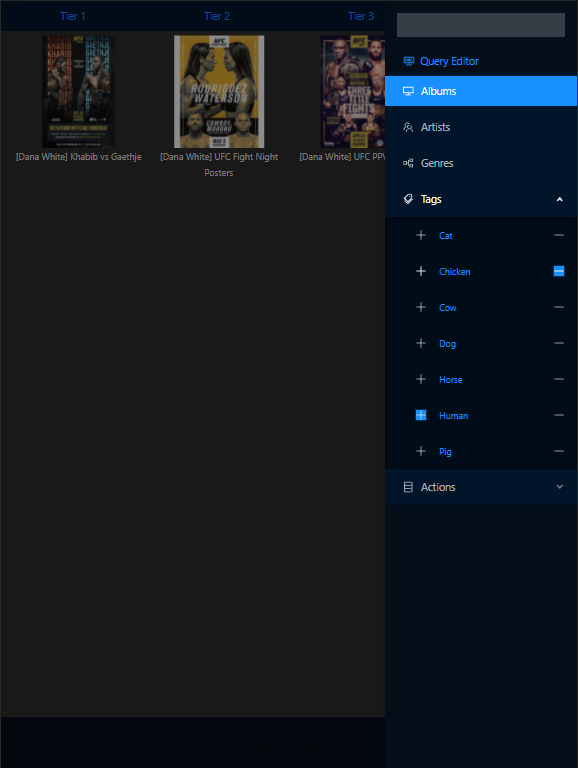 Tier 1
Tier 2
Tier 3
KHABIB
GAETHJE
UFC
RODRIGUEZ
WATERSON
COWBOY
MORONO
THREE
TITLE
FIGHTS
[Dana White] Khabib vs Gaethje
[Dana White] UFC Fight Night
Posters
[Dana White] UFC PPV
Query Editor
Albums
Artists
Genres
Tags
Cat
Chicken
Cow
Dog
Horse
Human
Pig
Actions